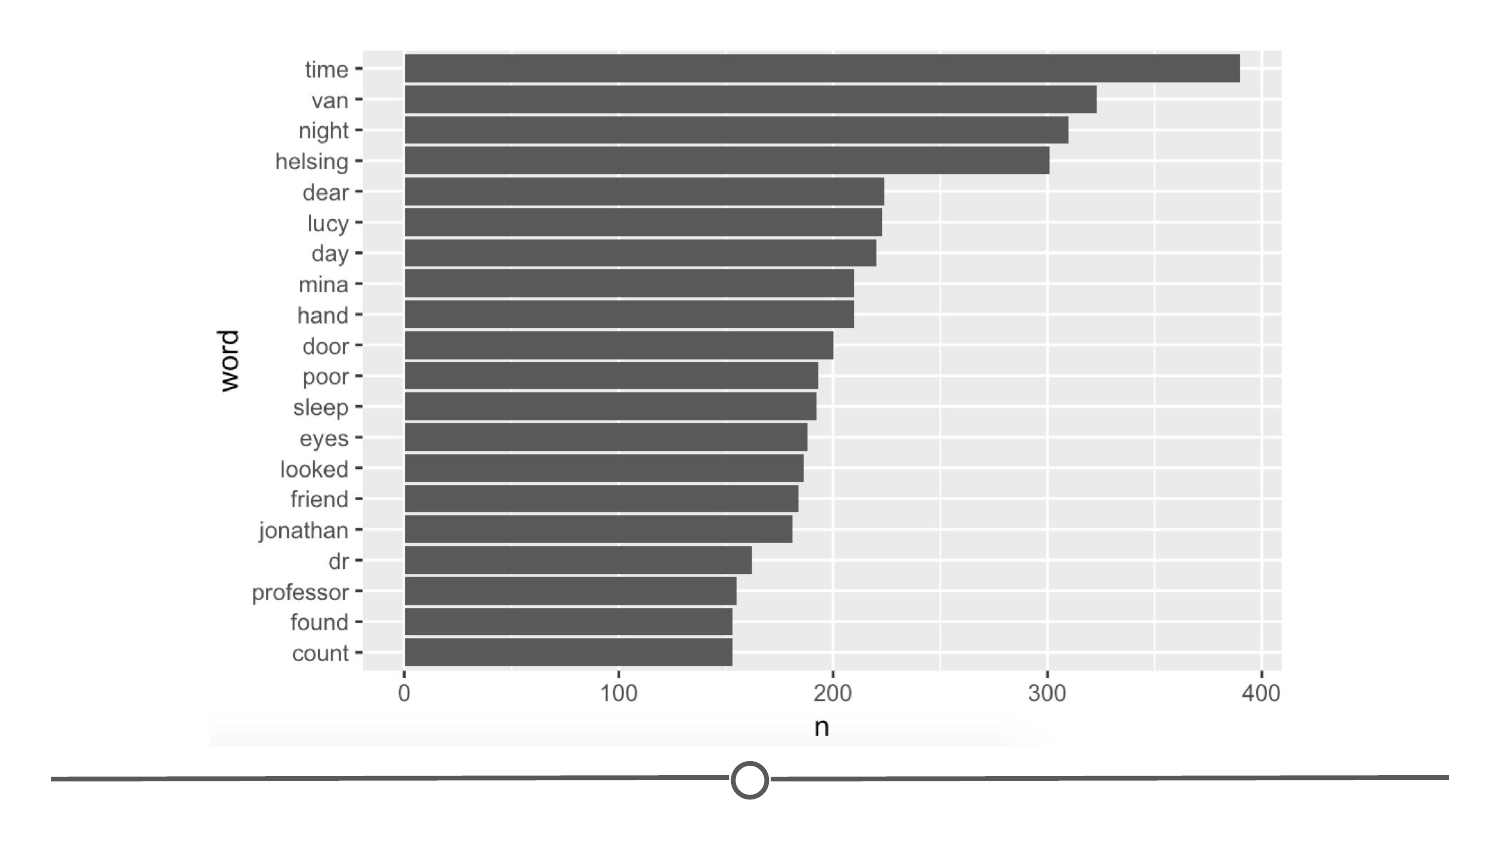 time
van
night
helsing
dear
lucy
day
mina
hand
door
poor
sleep
eyes
looked
friend
jonathan
dr
professor
found
count
word
0 100 200 300 400
n